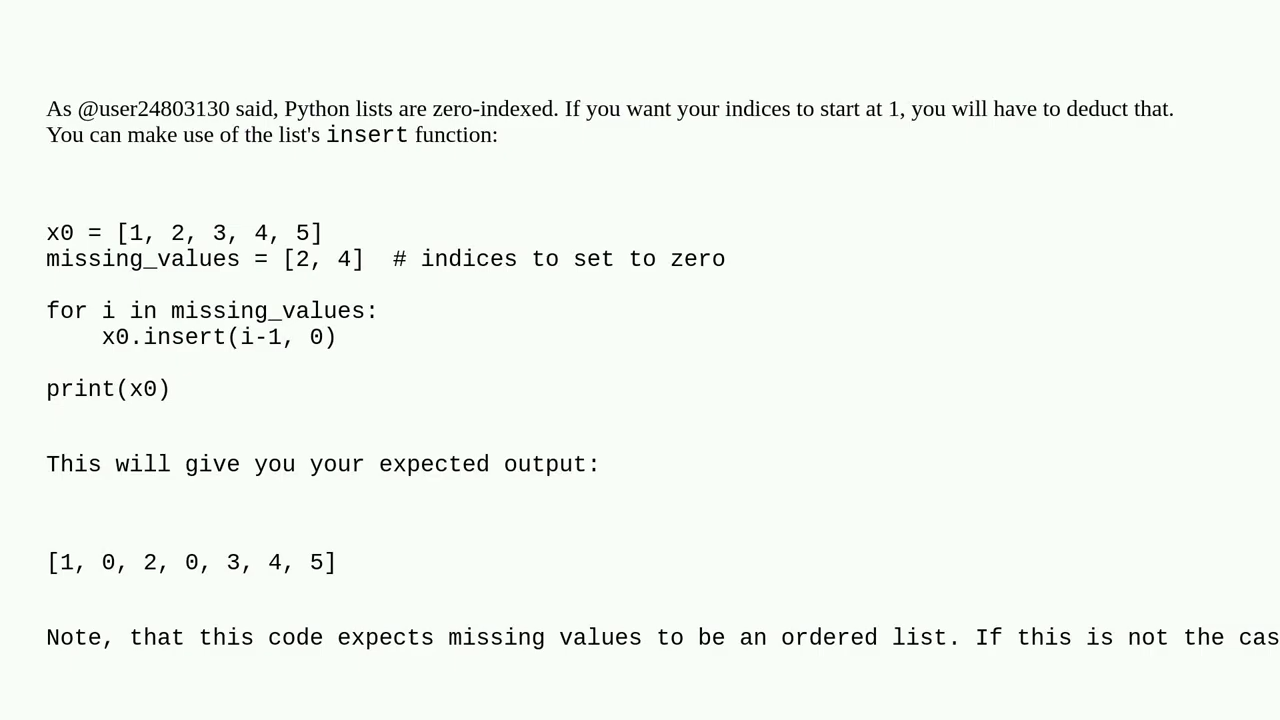 As @user24803130 said, Python lists are zero-indexed. If you want your indices to start at 1, you will have to deduct that.
You can make use of the list's insert function:
x0 = [1, 2, 3, 4, 5]
missing_values = [2, 4]  # indices to set to zero
for i in missing_values:
    x0.insert(i-1, 0)
print(x0)
This will give you your expected output:
[1, 0, 2, 0, 3, 4, 5]
Note, that this code expects missing values to be an ordered list. If this is not the cas